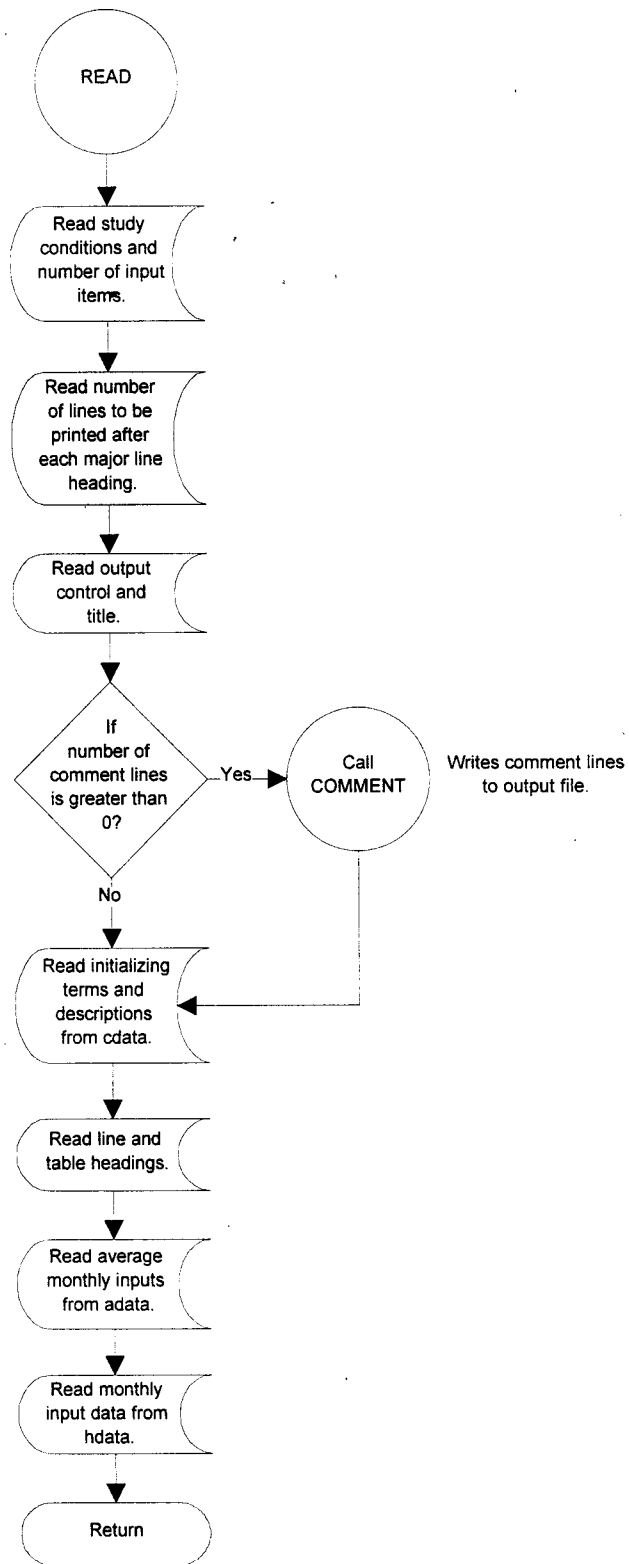 READ
Read study
conditions and
number of input
items.
Read number
of lines to be
printed after
each major line
heading.
Read output
control and
title.
If
number of
comment lines
is greater than
0?
Yes
Call
COMMENT
Writes comment lines
to output file.
No
Read initializing
terms and
descriptions
from cdata.
Read line and
table headings.
Read average
monthly inputs
from adata.
Read monthly
input data from
hdata.
Return